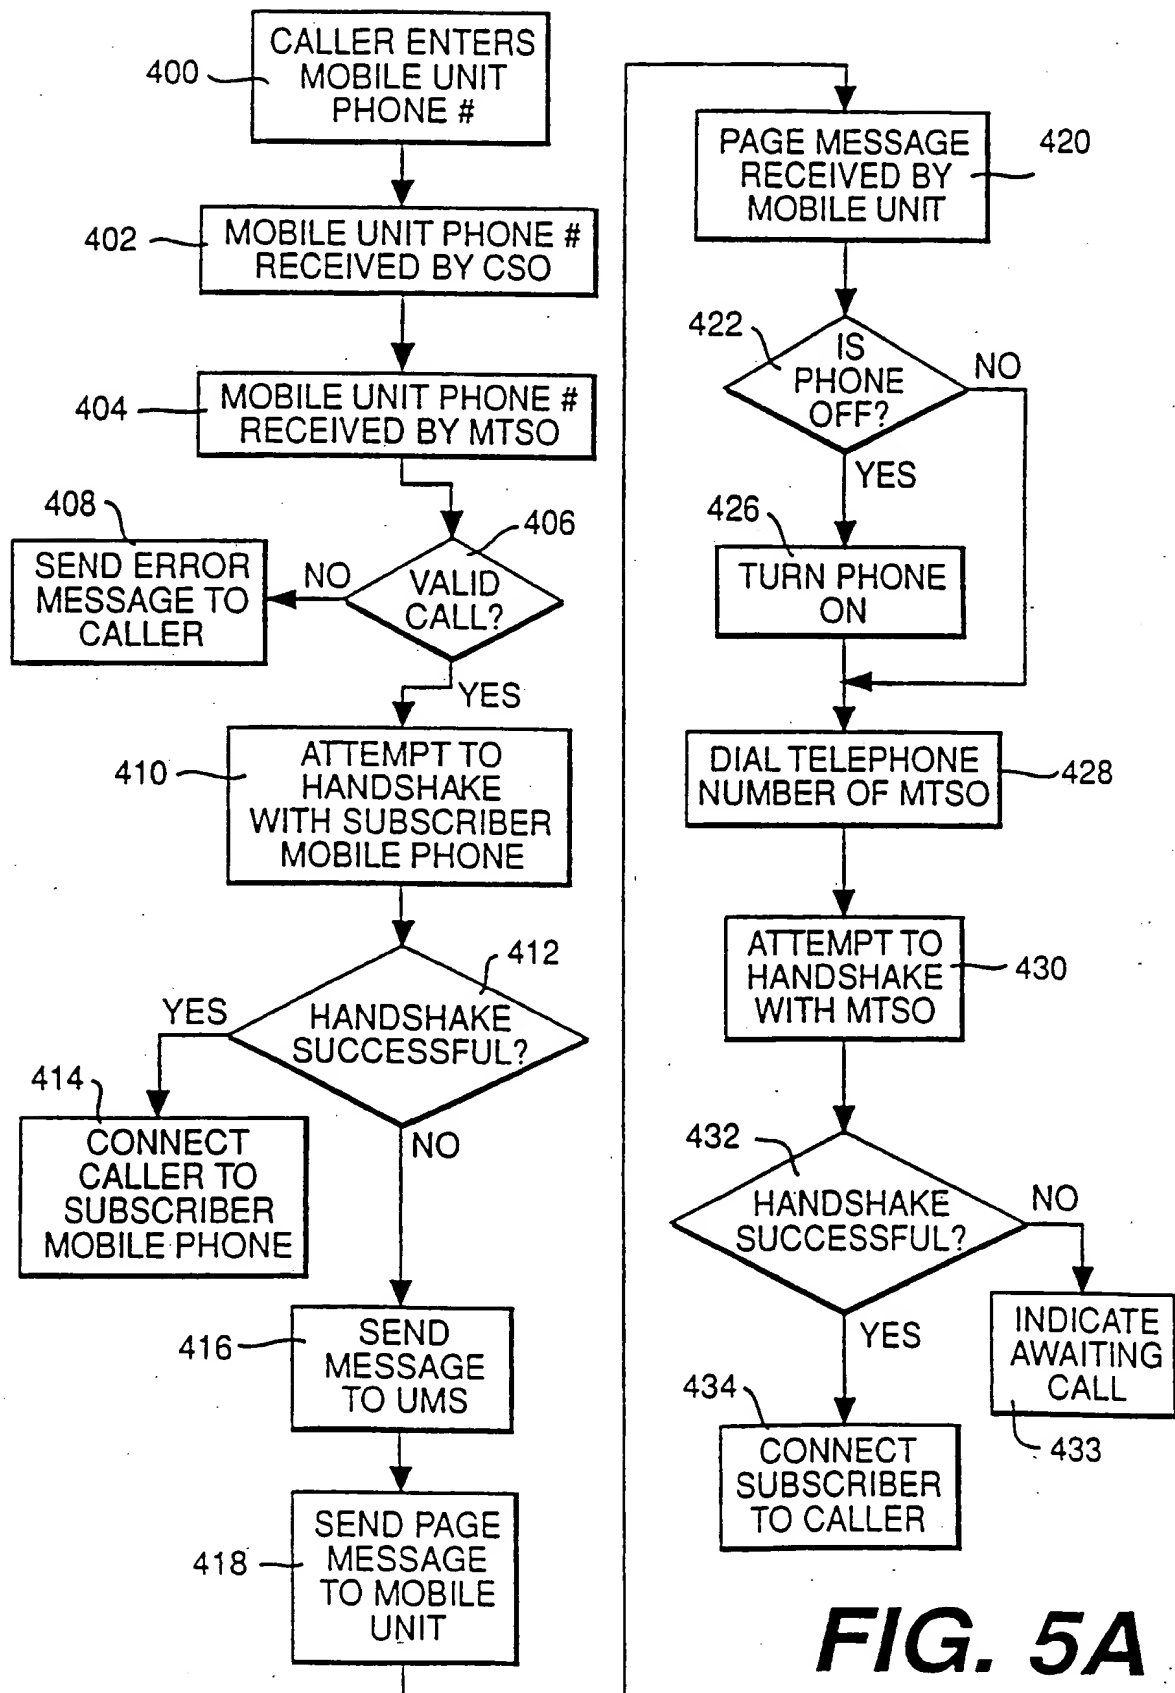 400
CALLER ENTERS
MOBILE UNIT
PHONE #
402
MOBILE UNIT PHONE #
RECEIVED BY CSO
404
MOBILE UNIT PHONE #
RECEIVED BY MTSO
406
VALID
CALL?
NO
408
SEND ERROR
MESSAGE TO
CALLER
YES
410
ATTEMPT TO
HANDSHAKE
WITH SUBSCRIBER
MOBILE PHONE
412
HANDSHAKE
SUCCESSFUL?
YES
414
CONNECT
CALLER TO
SUBSCRIBER
MOBILE PHONE
NO
416
SEND
MESSAGE
TO UMS
418
SEND PAGE
MESSAGE
TO MOBILE
UNIT
420
PAGE MESSAGE
RECEIVED BY
MOBILE UNIT
422
IS
PHONE
OFF?
NO
YES
426
TURN PHONE
ON
DIAL TELEPHONE
NUMBER OF MTSO
428
ATTEMPT TO
HANDSHAKE
WITH MTSO
430
432
HANDSHAKE
SUCCESSFUL?
NO
INDICATE
AWAITING
CALL
433
YES
434
CONNECT
SUBSCRIBER
TO CALLER
FIG. 5A